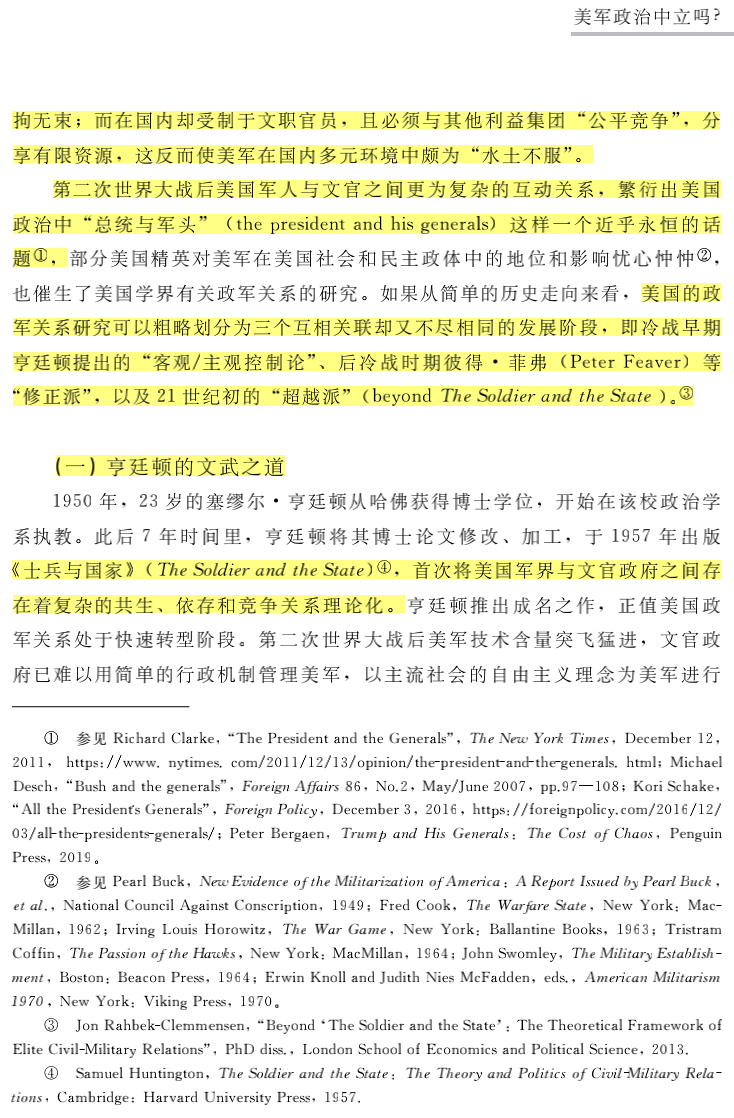 美军政治中立吗?
拘无束；而在国内却受制于文职官员，且必须与其他利益集团“公平竞争”，分
享有限资源，这反而使美军在国内多元环境中颇为“水土不服”。
第二次世界大战后美国军人与文官之间更为复杂的互动关系，繁衍出美国
政治中“总统与军头”（the president and his generals）这样一个近乎永恒的话
题①，部分美国精英对美军在美国社会和民主政体中的地位和影响忧心忡忡②，
也催生了美国学界有关政军关系的研究。如果从简单的历史走向来看，美国的政
军关系研究可以粗略划分为三个互相关联却又不尽相同的发展阶段，即冷战早期
亨廷顿提出的“客观/主观控制论”、后冷战时期彼得·菲弗（Peter Feaver）等
“修正派”，以及 21 世纪初的“超越派”（beyond The Soldier and the State）。③
（一）亨廷顿的文武之道
1950 年，23 岁的塞缪尔·亨廷顿从哈佛获得博士学位，开始在该校政治学
系执教。此后 7 年时间里，亨廷顿将其博士论文修改、加工，于 1957 年出版
《士兵与国家》（The Soldier and the State）④，首次将美国军界与文官政府之间存
在着复杂的共生、依存和竞争关系理论化。亨廷顿推出成名之作，正值美国政
军关系处于快速转型阶段。第二次世界大战后美军技术含量突飞猛进，文官政
府已难以用简单的行政机制管理美军，以主流社会的自由主义理念为美军进行
① 参见 Richard Clarke，“The President and the Generals”，The New York Times，December 12，
2011，https：//www. nytimes. com/2011/12/13/opinion/the-president-and-the-generals. html；Michael
Desch，“Bush and the generals”，Foreign Affairs 86，No.2，May/June 2007，pp.97—108；Kori Schake，
“All the President's Generals”，Foreign Policy，December 3，2016，https：//foreignpolicy.com/2016/12/
03/all-the-presidents-generals/；Peter Bergaen，Trump and His Generals：The Cost of Chaos，Penguin
Press，2019。
② 参见 Pearl Buck，New Evidence of the Militarization of America：A Report Issued by Pearl Buck，
et al.，National Council Against Conscription，1949；Fred Cook，The Warfare State，New York：Mac-
Millan，1962；Irving Louis Horowitz，The War Game，New York：Ballantine Books，1963；Tristram
Coffin，The Passion of the Hawks，New York：MacMillan，1964；John Swomley，The Military Establish-
ment，Boston：Beacon Press，1964；Erwin Knoll and Judith Nies McFadden，eds.，American Militarism
1970，New York：Viking Press，1970。
③ Jon Rahbek-Clemmensen，“Beyond ‘The Soldier and the State’：The Theoretical Framework of
Elite Civil-Military Relations”，PhD diss.，London School of Economics and Political Science，2013.
④ Samuel Huntington，The Soldier and the State：The Theory and Politics of Civil-Military Rela-
tions，Cambridge：Harvard University Press，1957.